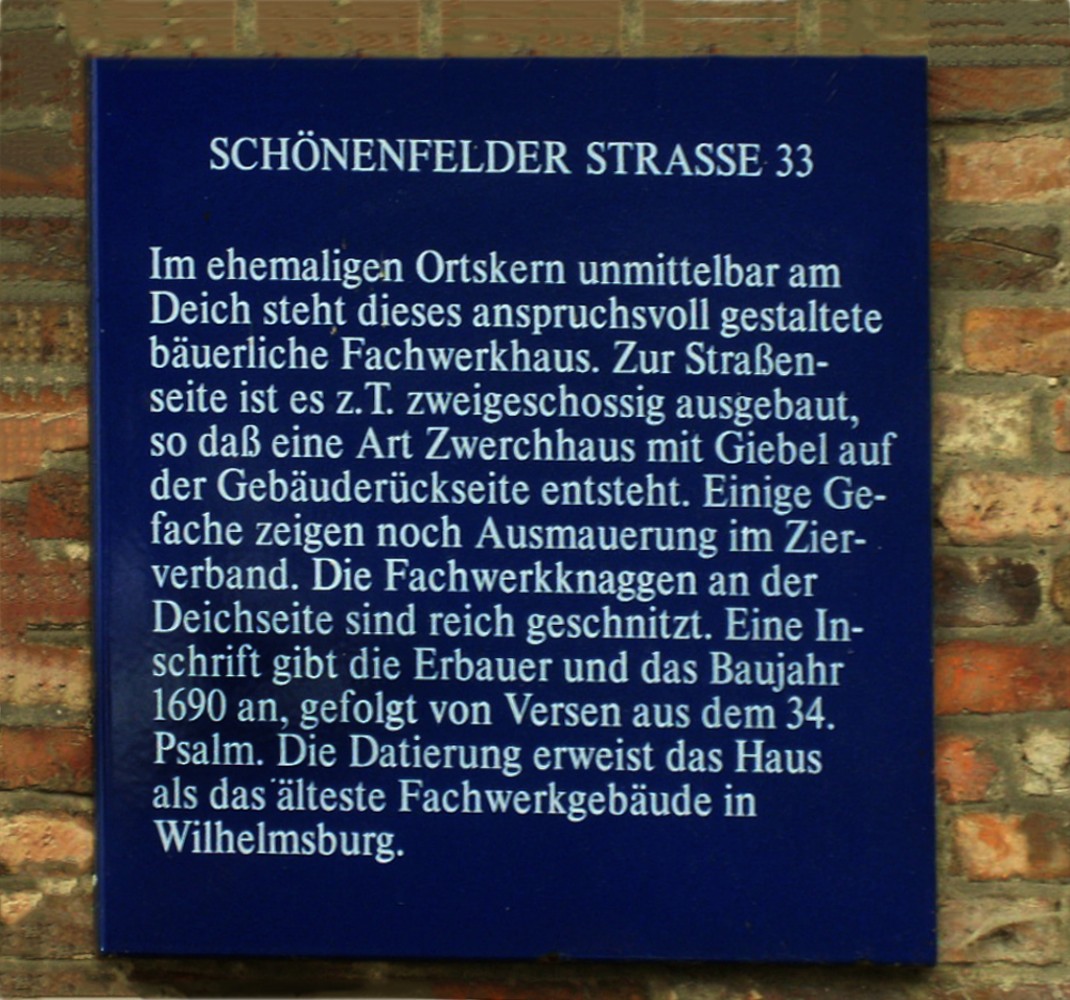 SCHÖNENFELDER STRASSE 33
Im ehemaligen Ortskern unmittelbar am
Deich steht dieses anspruchsvoll gestaltete
bäuerliche Fachwerkhaus. Zur Straßen-
seite ist es z.T. zweigeschossig ausgebaut,
so daß eine Art Zwerchhaus mit Giebel auf
der Gebäuderückseite entsteht. Einige Ge-
fache zeigen noch Ausmauerung im Zier-
verband. Die Fachwerkknaggen an der
Deichseite sind reich geschnitzt. Eine In-
schrift gibt die Erbauer und das Baujahr
1690 an, gefolgt von Versen aus dem 34.
Psalm. Die Datierung erweist das Haus
als das älteste Fachwerkgebäude in
Wilhelmsburg.